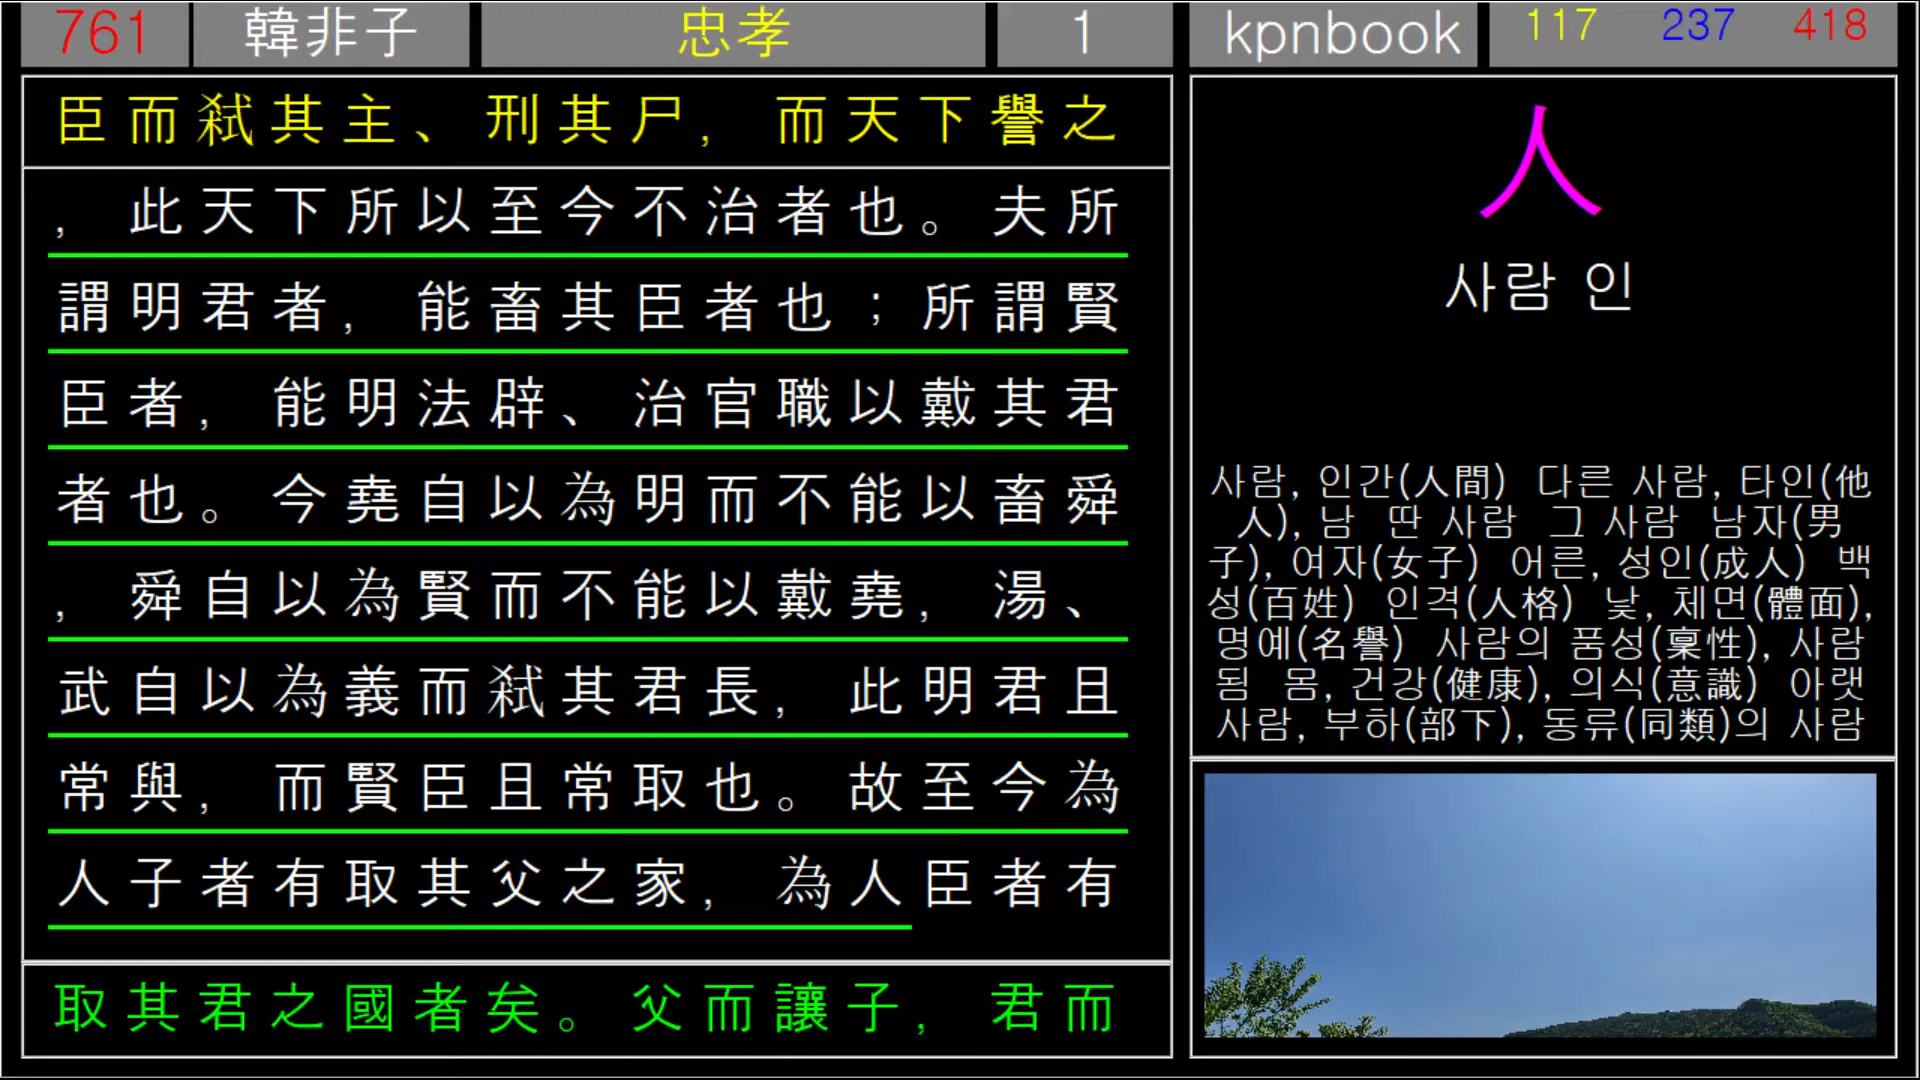 761 韓非子 忠孝 1 kpnbook 117 237 418
臣而弑其主、刑其尸，而天下譽之
，此天下所以至今不治者也。夫所
謂明君者，能畜其臣者也；所謂賢
臣者，能明法辟、治官職以戴其君
者也。今堯自以為明而不能以畜舜
，舜自以為賢而不能以戴堯，湯、
武自以為義而弑其君長，此明君且
常與，而賢臣且常取也。故至今為
人子者有取其父之家，為人臣者有
取其君之國者矣。父而讓子，君而
人
사람 인
사람, 인간(人間) 다른 사람, 타인(他
人), 남 딴 사람 그 사람 남자(男
子), 여자(女子) 어른, 성인(成人) 백
성(百姓) 인격(人格) 낯, 체면(體面),
명예(名譽) 사람의 품성(稟性), 사람
됨 몸, 건강(健康), 의식(意識) 아랫
사람, 부하(部下), 동류(同類)의 사람